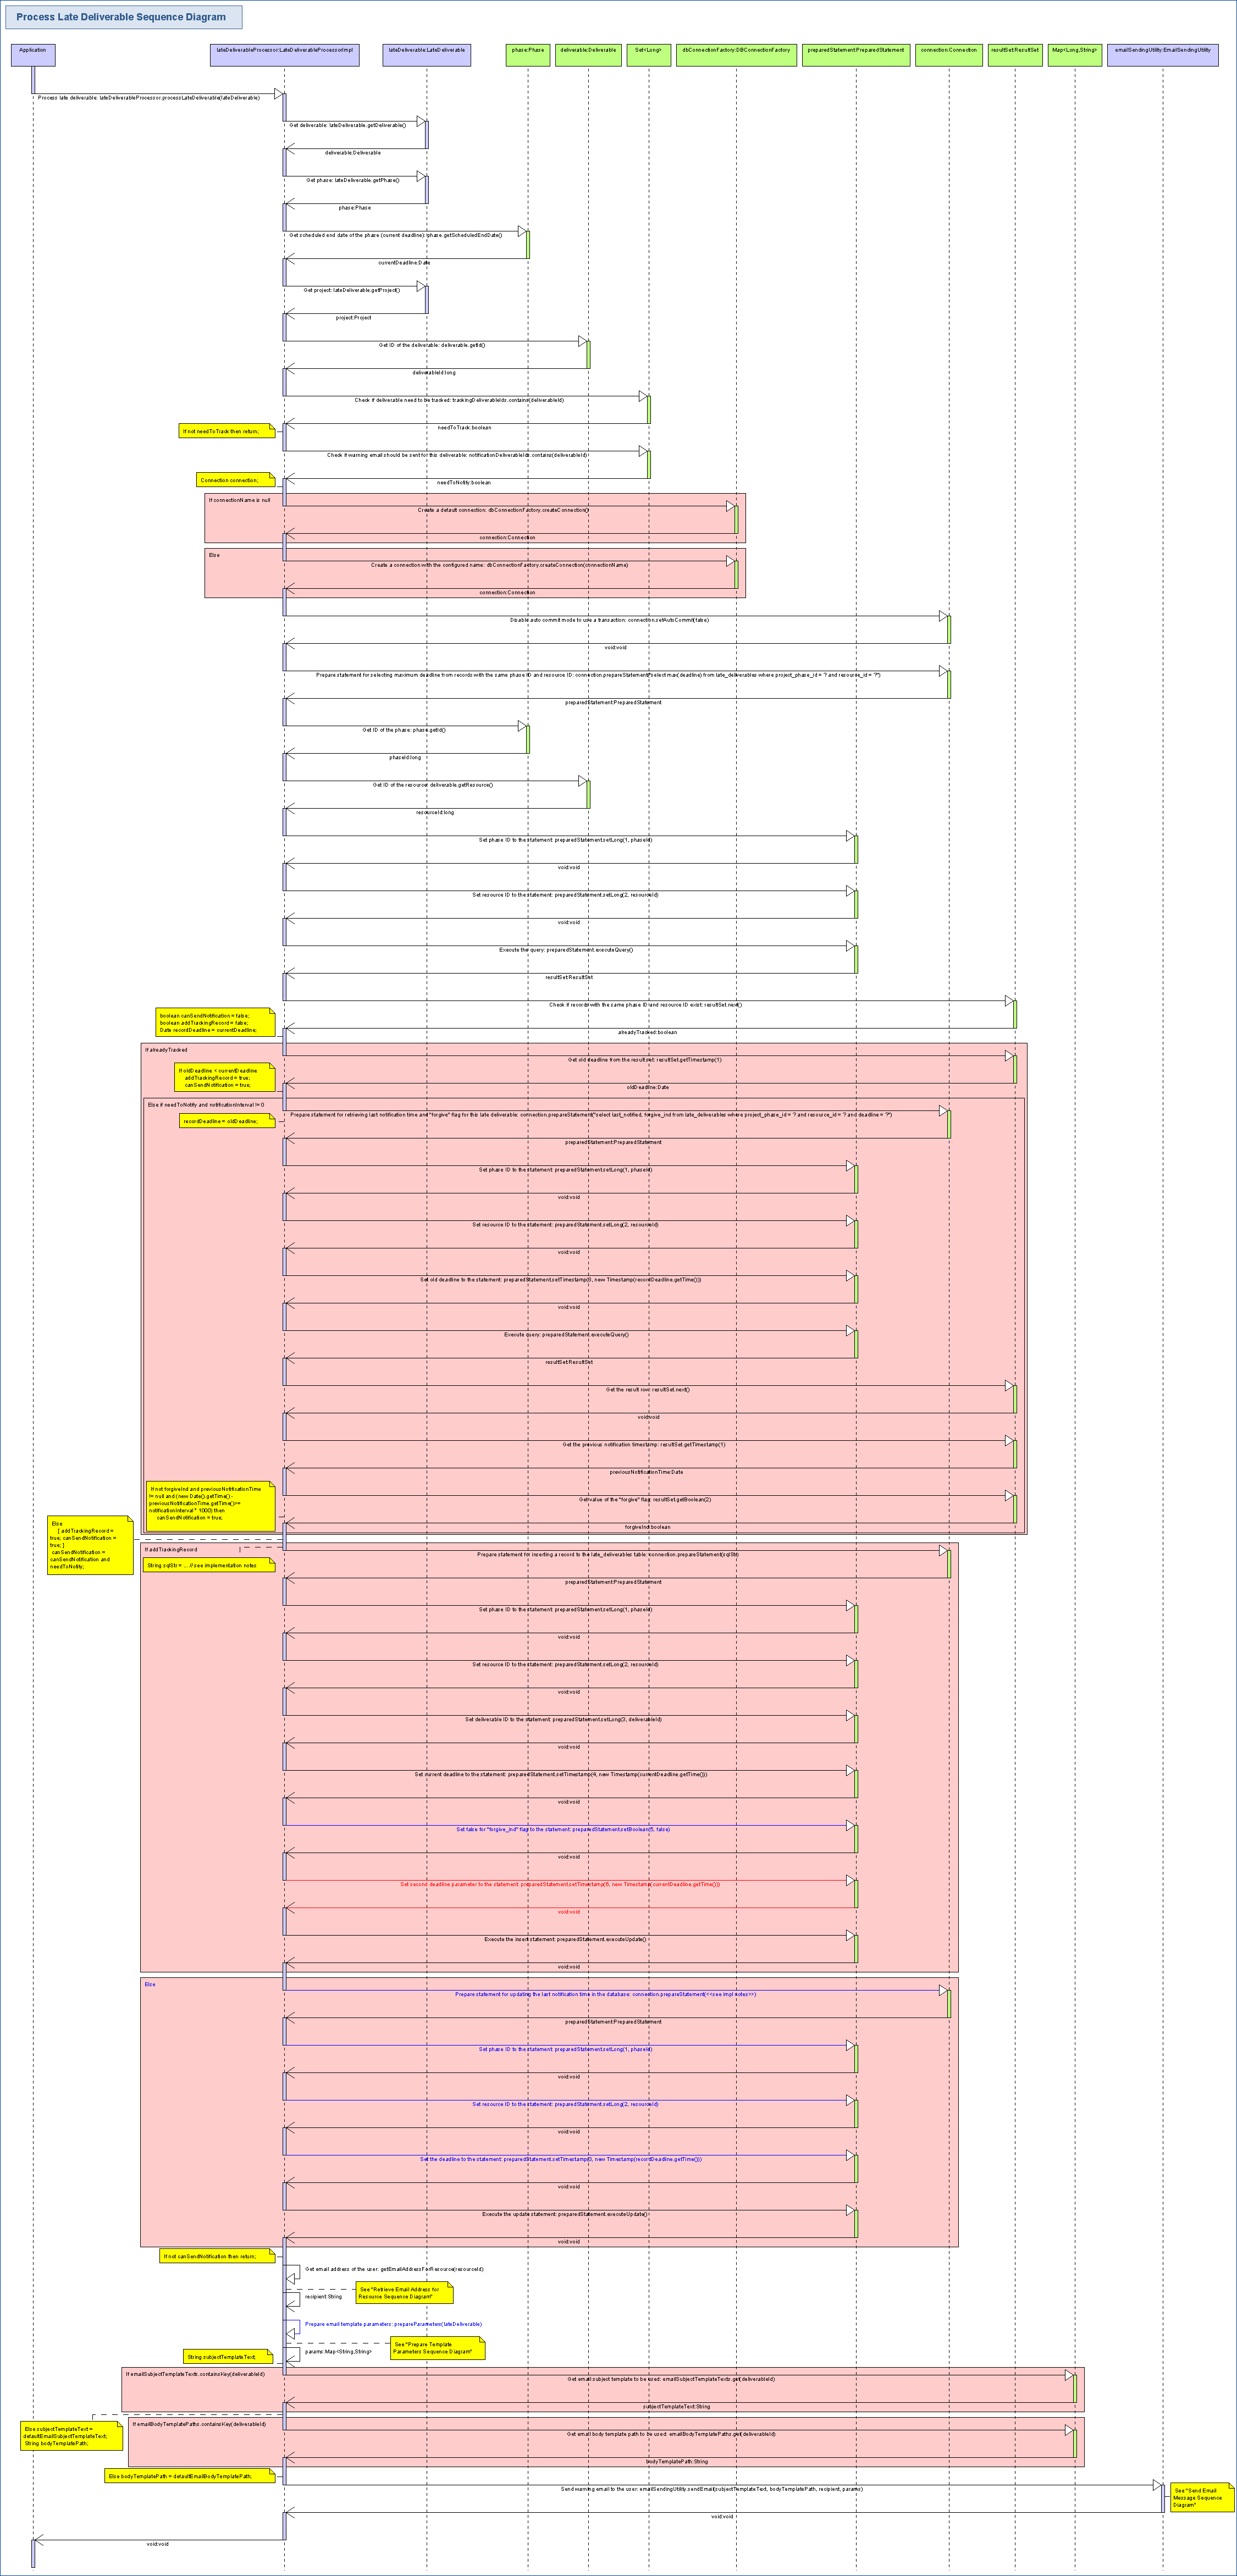 Process Late Deliverable Sequence Diagram
Application
lateDeliverableProcessor:LateDeliverableProcessorImpl
lateDeliverable:LateDeliverable
phase:Phase
deliverable:Deliverable
Set<Long>
dbConnectionFactory:DBConnectionFactory
preparedStatement:PreparedStatement
connection:Connection
resultSet:ResultSet
Map<Long,String>
emailSendingUtility:EmailSendingUtility
Process late deliverable: lateDeliverableProcessor.processLateDeliverable(lateDeliverable)
Get deliverable: lateDeliverable.getDeliverable()
deliverable:Deliverable
Get phase: lateDeliverable.getPhase()
phase:Phase
Get scheduled end date of the phase (current deadline): phase.getScheduledEndDate()
currentDeadline:Date
Get project: lateDeliverable.getProject()
project:Project
Get ID of the deliverable: deliverable.getId()
deliverableId:long
Check if deliverable need to be tracked: trackingDeliverableIds.contains(deliverableId)
needToTrack:boolean
If not needToTrack then return;
Check if warning email should be sent for this deliverable: notificationDeliverableIds.contains(deliverableId)
needToNotify:boolean
Connection connection;
If connectionName is null
Create a default connection: dbConnectionFactory.createConnection()
connection:Connection
Else
Create a connection with the configured name: dbConnectionFactory.createConnection(connectionName)
connection:Connection
Disable auto commit mode to use a transaction: connection.setAutoCommit(false)
void:void
Prepare statement for selecting maximum deadline from records with the same phase ID and resource ID: connection.prepareStatement("select max(deadline) from late_deliverables where project_phase_id = ? and resource_id = ?")
preparedStatement:PreparedStatement
Get ID of the phase: phase.getId()
phaseId:long
Get ID of the resource: deliverable.getResource()
resourceId:long
Set phase ID to the statement: preparedStatement.setLong(1, phaseId)
void:void
Set resource ID to the statement: preparedStatement.setLong(2, resourceId)
void:void
Execute the query: preparedStatement.executeQuery()
resultSet:ResultSet
Check if records with the same phase ID and resource ID exist: resultSet.next()
boolean canSendNotification = false;
boolean addTrackingRecord = false;
Date recordDeadline = currentDeadline;
alreadyTracked:boolean
If alreadyTracked
Get old deadline from the result set: resultSet.getTimestamp(1)
If oldDeadline < currentDeadline
addTrackingRecord = true;
canSendNotification = true;
oldDeadline:Date
Else if needToNotify and notificationInterval != 0
Prepare statement for retrieving last notification time and "forgive" flag for this late deliverable: connection.prepareStatement("select last_notified, forgive_ind from late_deliverables where project_phase_id = ? and resource_id = ? and deadline = ?")
recordDeadline = oldDeadline;
preparedStatement:PreparedStatement
Set phase ID to the statement: preparedStatement.setLong(1, phaseId)
void:void
Set resource ID to the statement: preparedStatement.setLong(2, resourceId)
void:void
Set old deadline to the statement: preparedStatement.setTimestamp(3, new Timestamp(recordDeadline.getTime()))
void:void
Execute query: preparedStatement.executeQuery()
resultSet:ResultSet
Get the result row: resultSet.next()
void:void
Get the previous notification timestamp: resultSet.getTimestamp(1)
previousNotificationTime:Date
If not forgiveInd and previousNotificationTime
!= null and (new Date().getTime() -
previousNotificationTime.getTime()>=
notificationInterval * 1000) then
canSendNotification = true;
Get value of the "forgive" flag: resultSet.getBoolean(2)
forgiveInd:boolean
Else
{ addTrackingRecord =
true; canSendNotification =
true; }
canSendNotification =
canSendNotification and
needToNotify;
If addTrackingRecord
Prepare statement for inserting a record to the late_deliverables table: connection.prepareStatement(sqlStr)
String sqlStr = ... // see implementation notes
preparedStatement:PreparedStatement
Set phase ID to the statement: preparedStatement.setLong(1, phaseId)
void:void
Set resource ID to the statement: preparedStatement.setLong(2, resourceId)
void:void
Set deliverable ID to the statement: preparedStatement.setLong(3, deliverableId)
void:void
Set current deadline to the statement: preparedStatement.setTimestamp(4, new Timestamp(currentDeadline.getTime()))
void:void
Set false for "forgive_ind" flag to the statement: preparedStatement.setBoolean(5, false)
void:void
Set second deadline parameter to the statement: preparedStatement.setTimestamp(6, new Timestamp(currentDeadline.getTime()))
void:void
Execute the insert statement: preparedStatement.executeUpdate()
void:void
Else
Prepare statement for updating the last notification time in the database: connection.prepareStatement(<<see impl notes>>)
preparedStatement:PreparedStatement
Set phase ID to the statement: preparedStatement.setLong(1, phaseId)
void:void
Set resource ID to the statement: preparedStatement.setLong(2, resourceId)
void:void
Set the deadline to the statement: preparedStatement.setTimestamp(3, new Timestamp(recordDeadline.getTime()))
void:void
Execute the update statement: preparedStatement.executeUpdate()
void:void
If not canSendNotification then return;
Get email address of the user: getEmailAddressForResource(resourceId)
See "Retrieve Email Address for
Resource Sequence Diagram"
recipient:String
Prepare email template parameters: prepareParameters(lateDeliverable)
See "Prepare Template
Parameters Sequence Diagram"
params:Map<String,String>
String subjectTemplateText;
If emailSubjectTemplateTexts.containsKey(deliverableId)
Get email subject template to be used: emailSubjectTemplateTexts.get(deliverableId)
subjectTemplateText:String
Else subjectTemplateText =
defaultEmailSubjectTemplateText;
String bodyTemplatePath;
If emailBodyTemplatePaths.containsKey(deliverableId)
Get email body template path to be used: emailBodyTemplatePaths.get(deliverableId)
bodyTemplatePath:String
Else bodyTemplatePath = defaultEmailBodyTemplatePath;
Send warning email to the user: emailSendingUtility.sendEmail(subjectTemplateText, bodyTemplatePath, recipient, params)
See "Send Email
Message Sequence
Diagram"
void:void
void:void